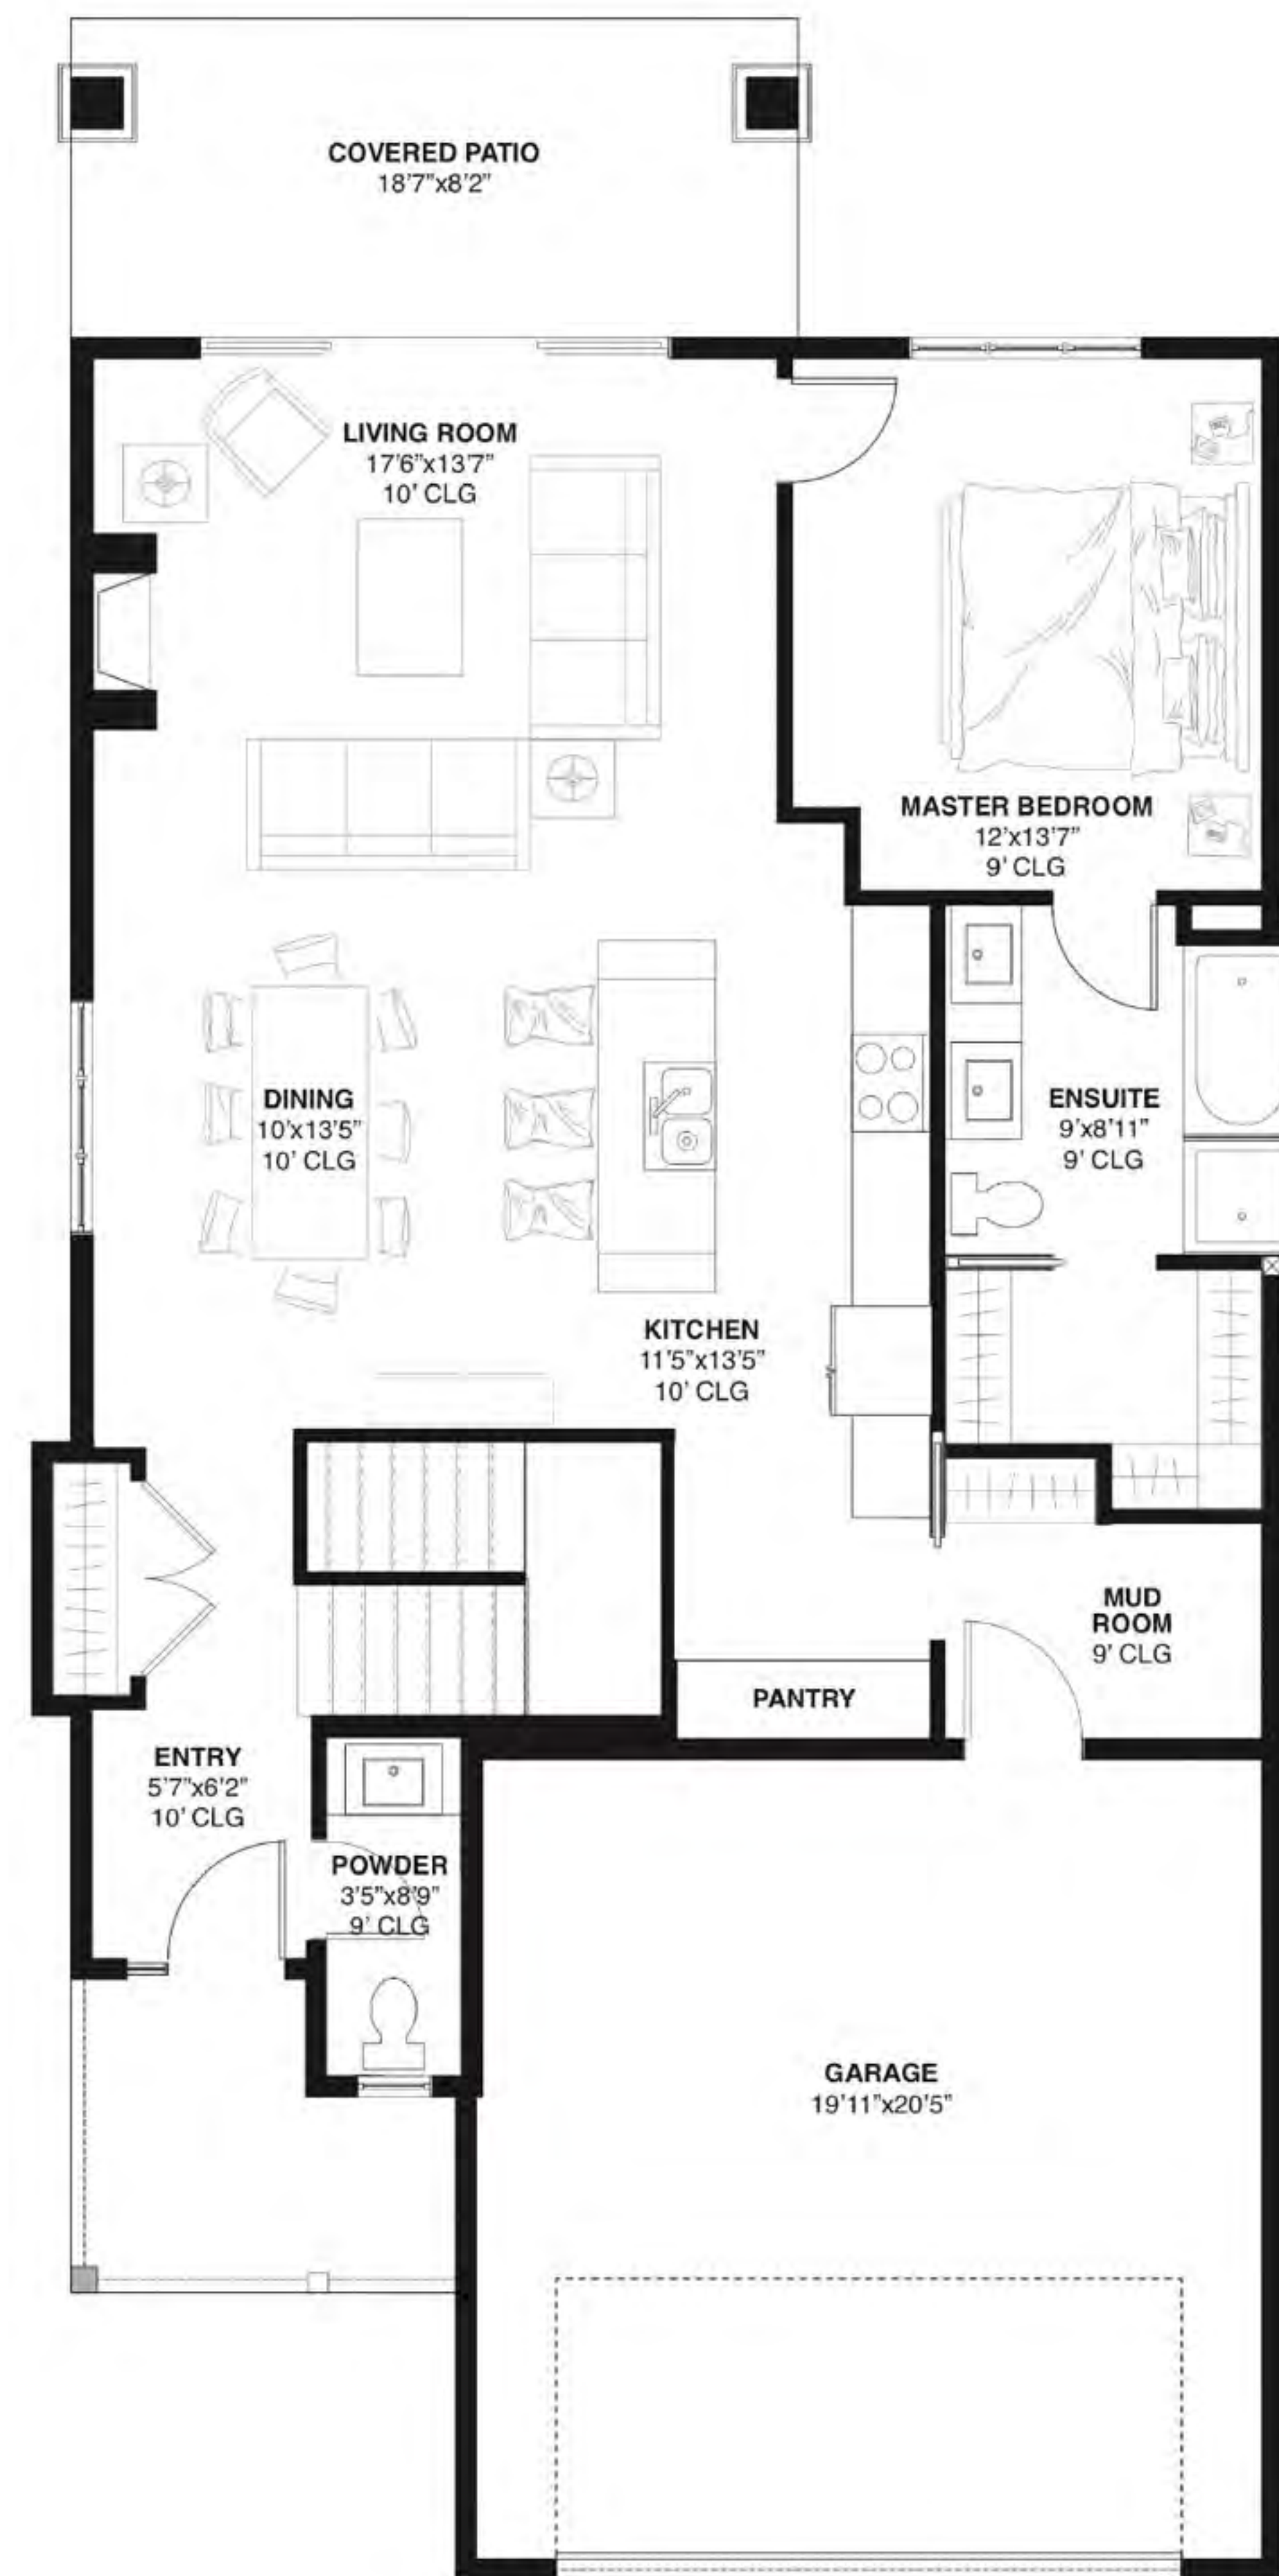 COVERED PATIO
18'7"x8'2"
LIVING ROOM
17'6"x13'7"
10' CLG
MASTER BEDROOM
12'x13'7"
9' CLG
DINING
10'x13'5"
10' CLG
ENSUITE
9'x8'11"
9' CLG
KITCHEN
11'5"x13'5"
10' CLG
MUD
ROOM
9' CLG
PANTRY
ENTRY
5'7"x6'2"
10' CLG
POWDER
3'5"x8'9"
9' CLG
GARAGE
19'11"x20'5"